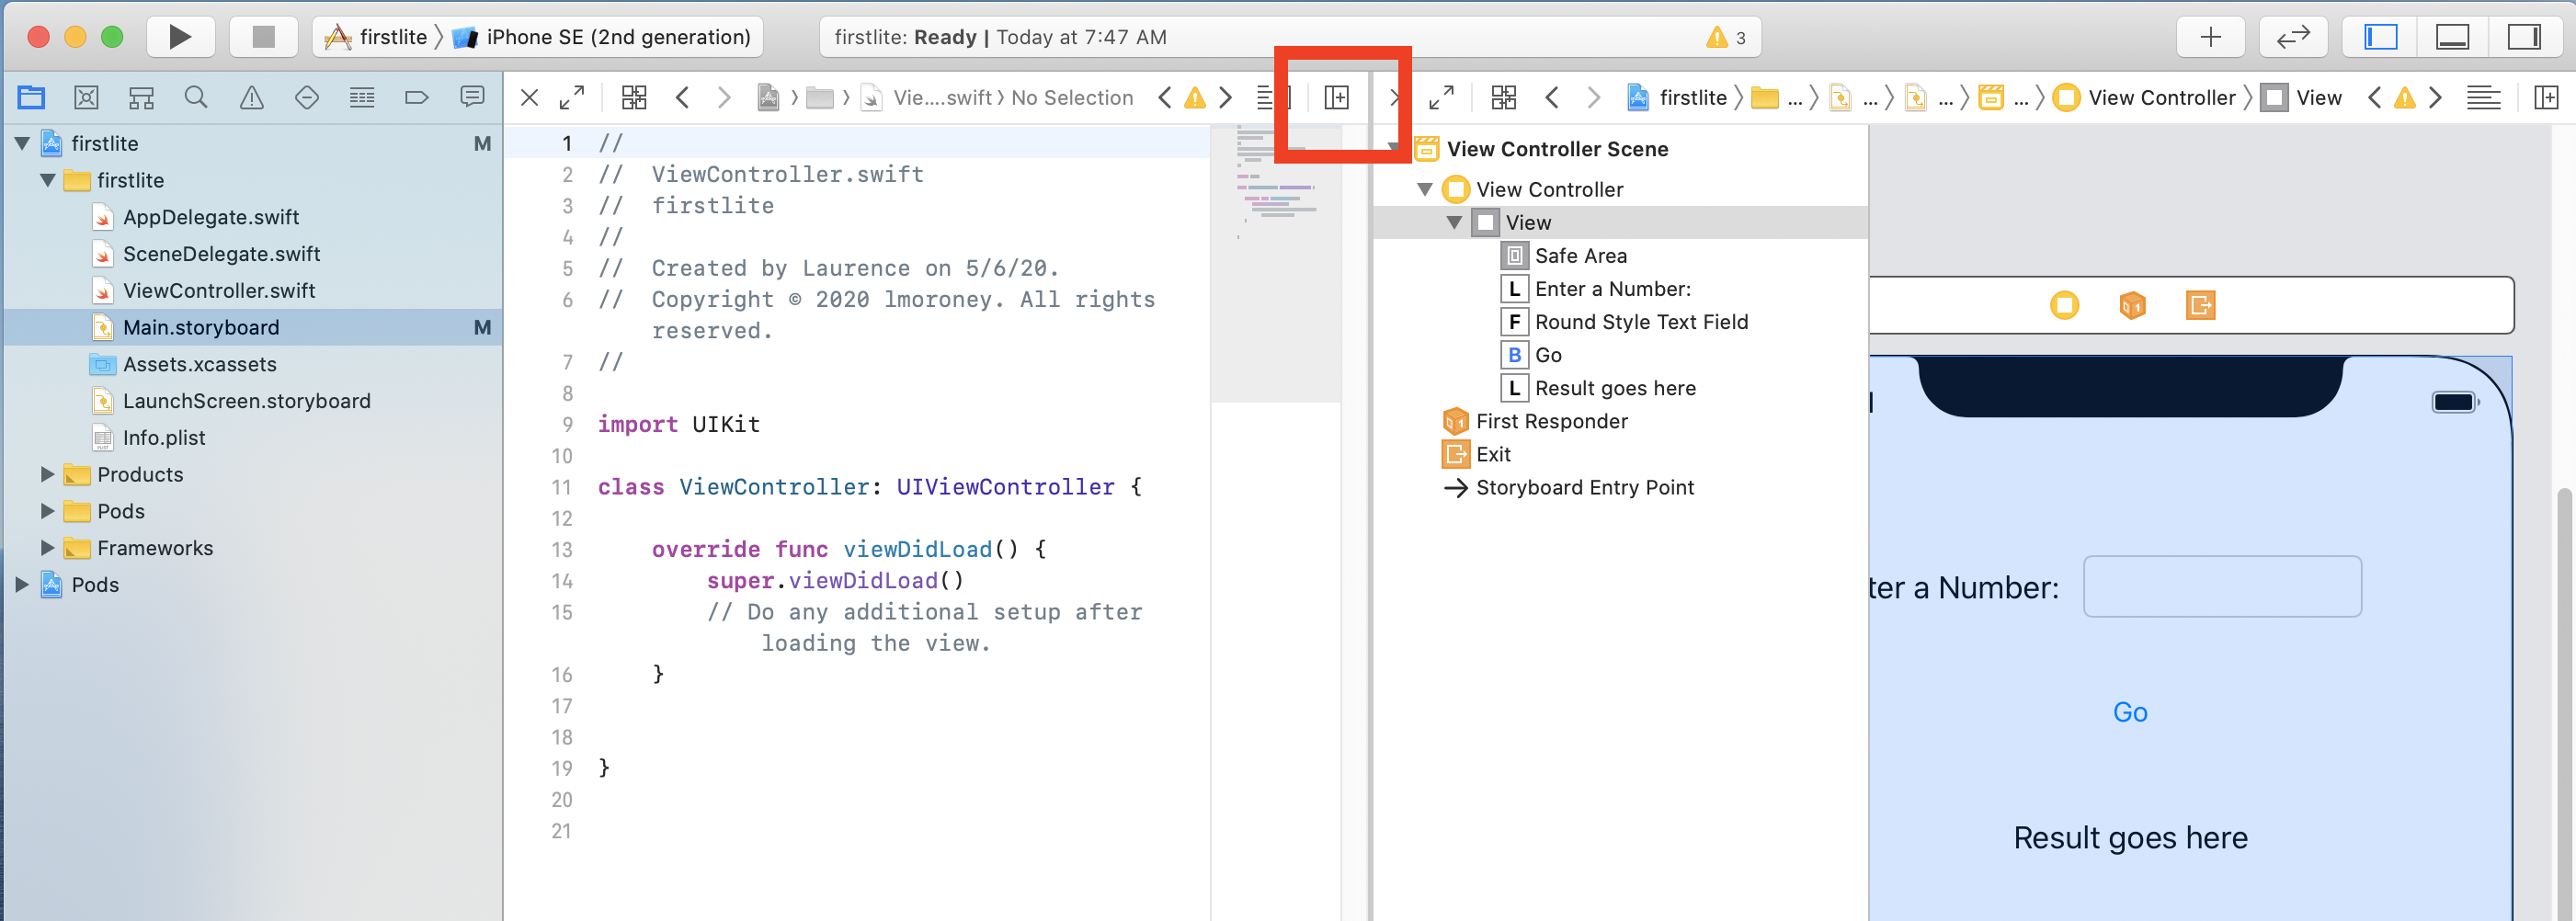 firstlite
iPhone SE (2nd generation)
firstlite: Ready | Today at 7:47 AM
3
Vie....swift
No Selection
firstlite
...
...
...
...
View Controller
View
firstlite M
firstlite
AppDelegate.swift
SceneDelegate.swift
ViewController.swift
Main.storyboard M
Assets.xcassets
LaunchScreen.storyboard
Info.plist
Products
Pods
Frameworks
Pods
1 //
2 //  ViewController.swift
3 //  firstlite
4 //
5 //  Created by Laurence on 5/6/20.
6 //  Copyright © 2020 lmoroney. All rights
reserved.
7 //
8
9 import UIKit
10
11 class ViewController: UIViewController {
12
13     override func viewDidLoad() {
14         super.viewDidLoad()
15         // Do any additional setup after
loading the view.
16     }
17
18
19 }
20
21
View Controller Scene
View Controller
View
Safe Area
L Enter a Number:
F Round Style Text Field
B Go
L Result goes here
First Responder
Exit
Storyboard Entry Point
ter a Number:
Go
Result goes here